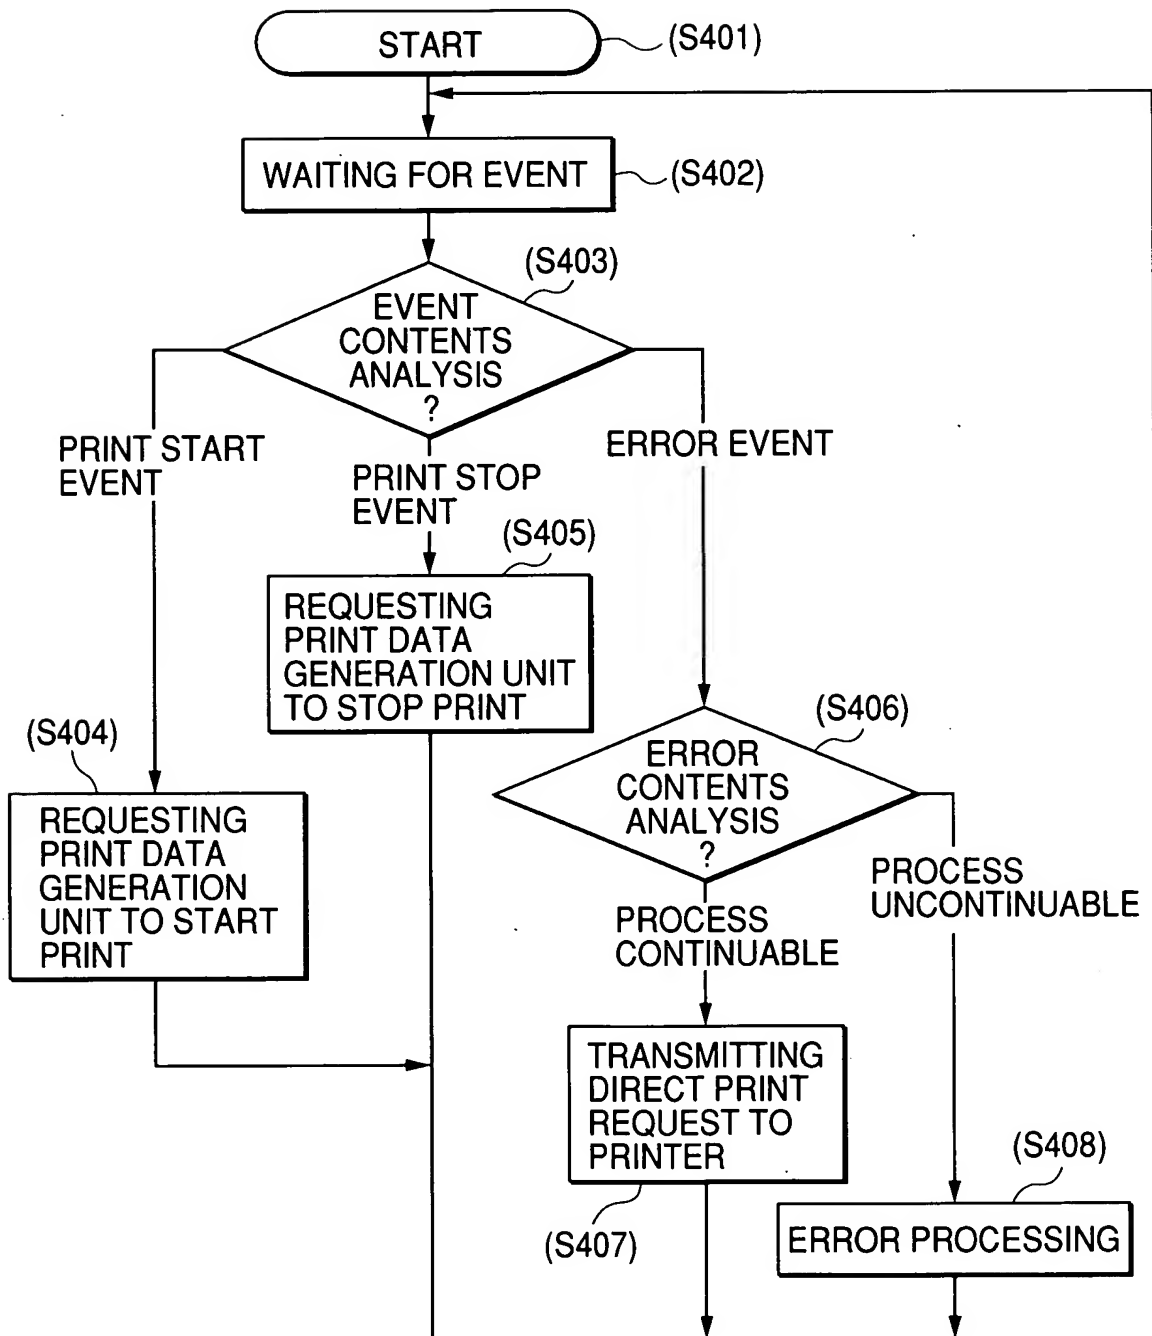 START
(S401)
WAITING FOR EVENT
(S402)
(S403)
EVENT
CONTENTS
ANALYSIS
?
PRINT START
EVENT
PRINT STOP
EVENT
ERROR EVENT
(S405)
REQUESTING
PRINT DATA
GENERATION UNIT
TO STOP PRINT
(S404)
REQUESTING
PRINT DATA
GENERATION
UNIT TO START
PRINT
(S406)
ERROR
CONTENTS
ANALYSIS
?
PROCESS
CONTINUABLE
PROCESS
UNCONTINUABLE
TRANSMITTING
DIRECT PRINT
REQUEST TO
PRINTER
(S407)
(S408)
ERROR PROCESSING